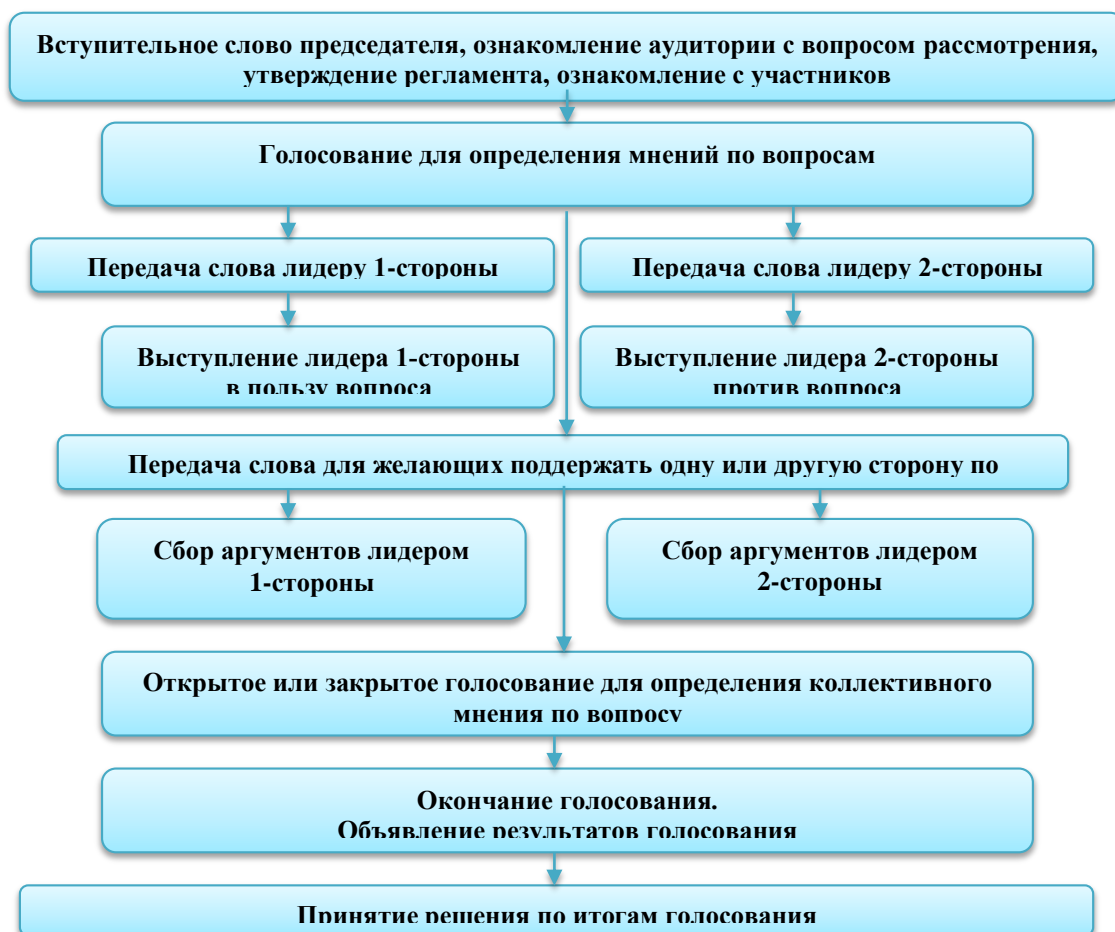 Вступительное слово председателя, ознакомление аудитории с вопросом рассмотрения,
утверждение регламента, ознакомление с участников
Голосование для определения мнений по вопросам
Передача слова лидеру 1-стороны
Передача слова лидеру 2-стороны
Выступление лидера 1-стороны
в пользу вопроса
Выступление лидера 2-стороны
против вопроса
Передача слова для желающих поддержать одну или другую сторону по
Сбор аргументов лидером
1-стороны
Сбор аргументов лидером
2-стороны
Открытое или закрытое голосование для определения коллективного
мнения по вопросу
Окончание голосования.
Объявление результатов голосования
Принятие решения по итогам голосования